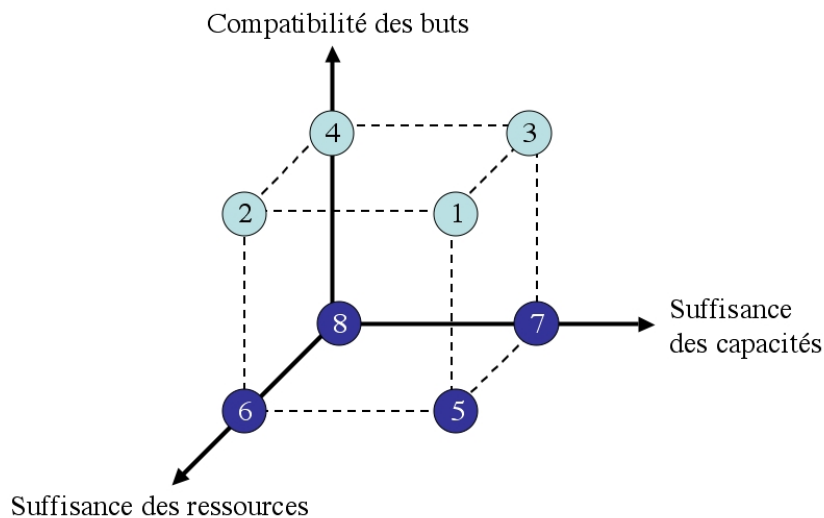 Compatibilité des buts
4
3
2
1
8
7
Suffisance
des capacités
6
5
Suffisance des ressources